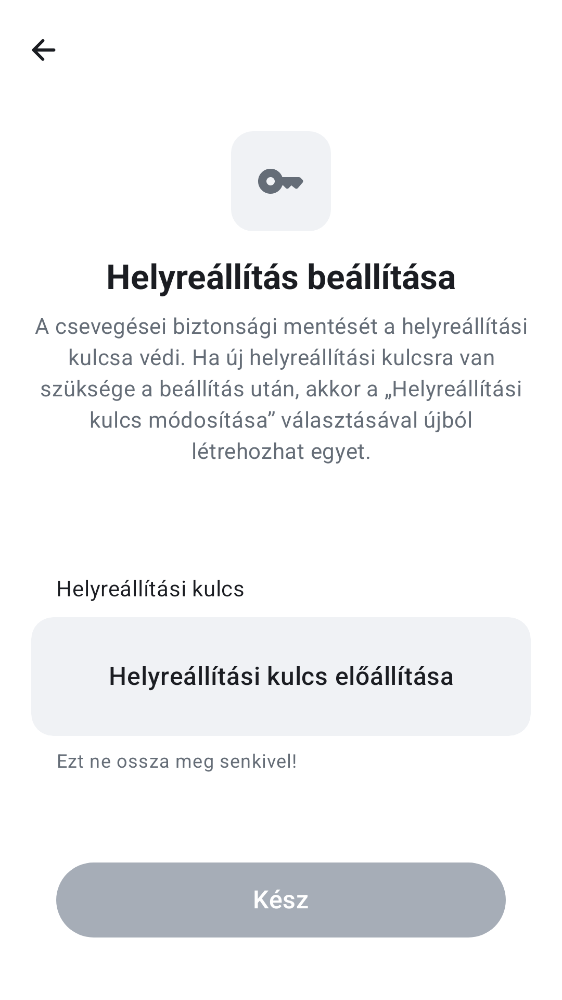 Helyreállítás beállítása
A csevegései biztonsági mentését a helyreállítási
kulcsa védi. Ha új helyreállítási kulcsra van
szüksége a beállítás után, akkor a „Helyreállítási
kulcs módosítása” választásával újból
létrehozhat egyet.
Helyreállítási kulcs
Helyreállítási kulcs előállítása
Ezt ne ossza meg senkivel!
Kész